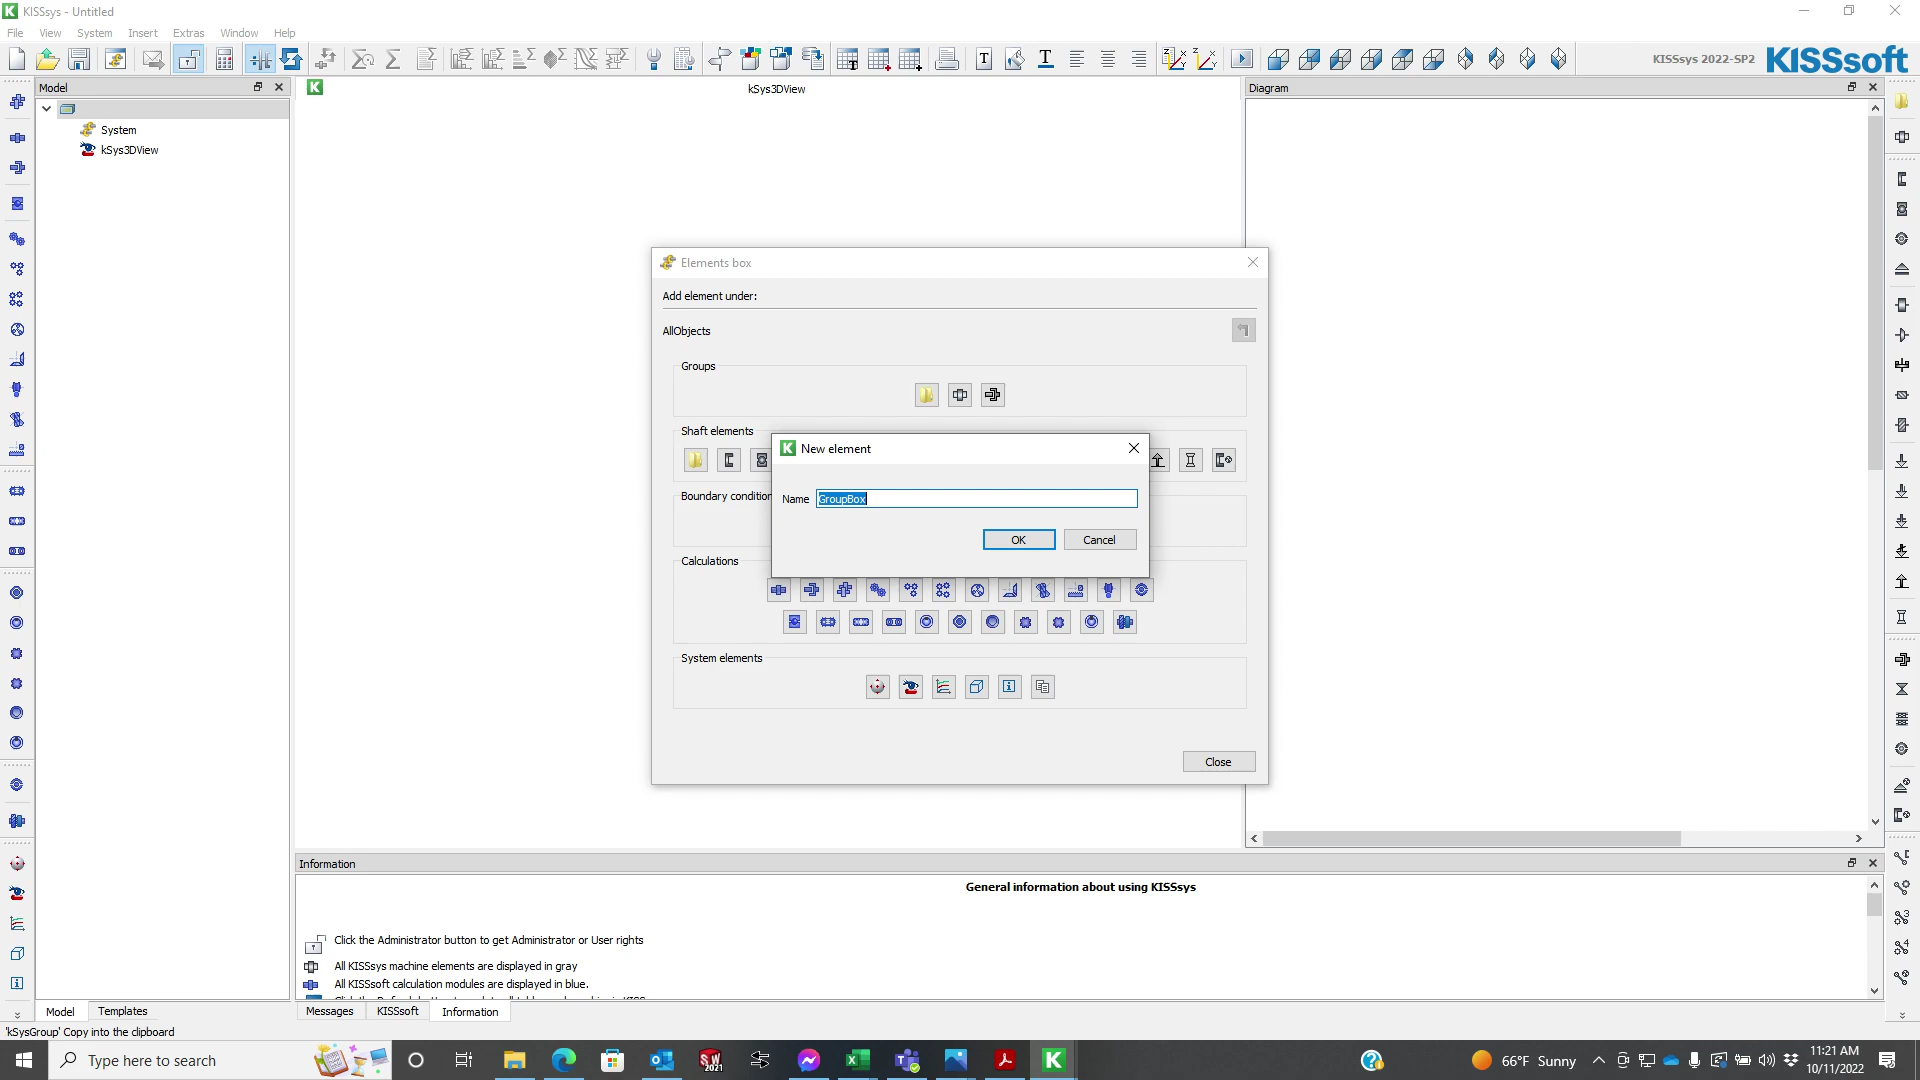 KISSsys - Untitled
File View System Insert Extras Window Help
KISSsys 2022-SP2 KISSsoft
Model
System
kSys3DView
kSys3DView
Diagram
Elements box
Add element under:
AllObjects
Groups
Shaft elements
Boundary condition
Calculations
System elements
Close
New element
Name GroupBox
OK Cancel
Information
General information about using KISSsys
Click the Administrator button to get Administrator or User rights
All KISSsys machine elements are displayed in gray
All KISSsoft calculation modules are displayed in blue.
Model Templates
Messages KISSsoft Information
'kSysGroup' Copy into the clipboard
Type here to search
66°F Sunny
11:21 AM
10/11/2022